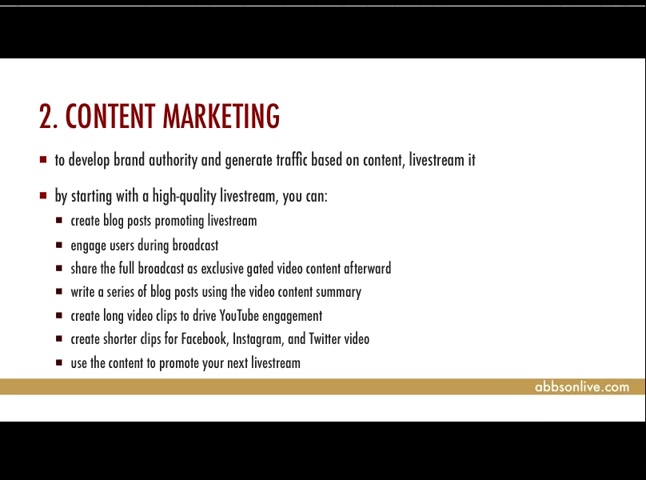 2. CONTENT MARKETING
to develop brand authority and generate traffic based on content, livestream it
by starting with a high-quality livestream, you can:
create blog posts promoting livestream
engage users during broadcast
share the full broadcast as exclusive gated video content afterward
write a series of blog posts using the video content summary
create long video clips to drive YouTube engagement
create shorter clips for Facebook, Instagram, and Twitter video
use the content to promote your next livestream
abbsonlive.com